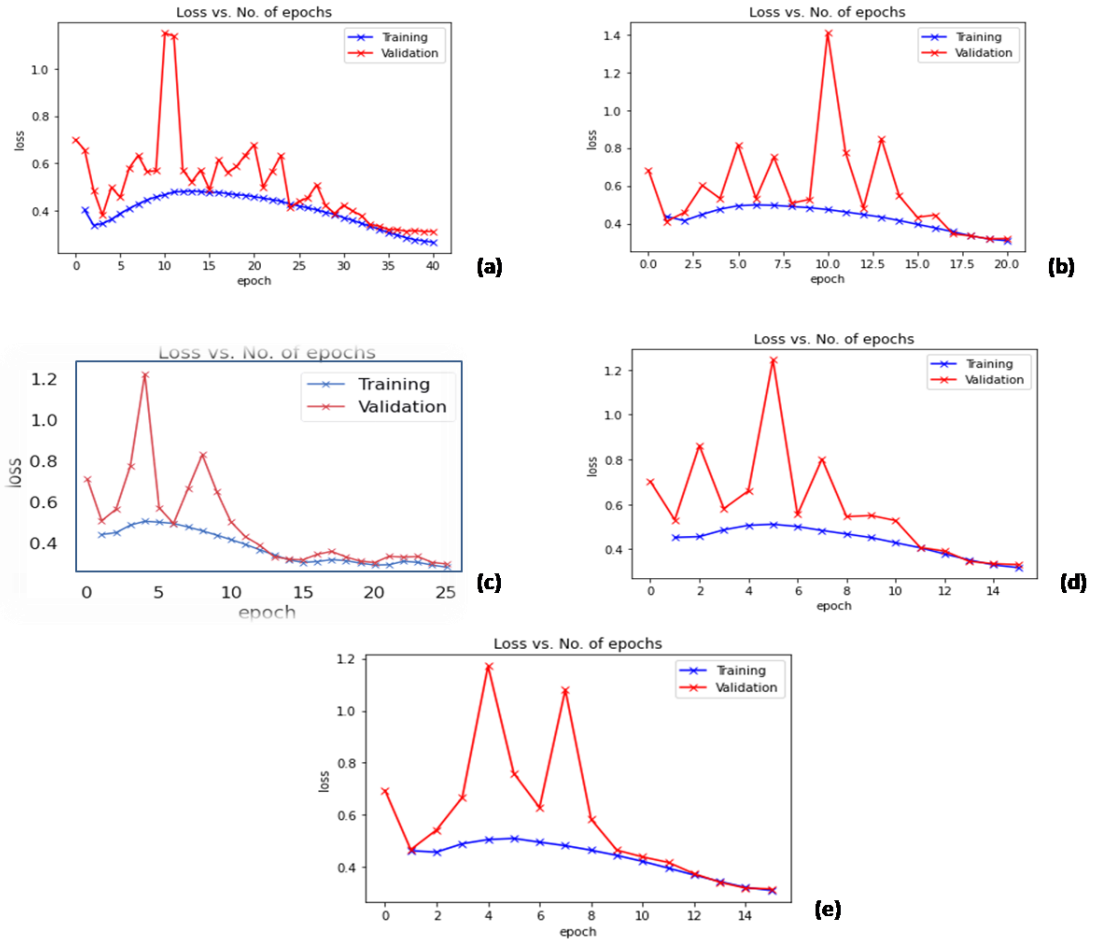 Loss vs. No. of epochs
Training
Validation
1.0
0.8
0.6
0.4
loss
0 5 10 15 20 25 30 35 40
epoch
(a)
Loss vs. No. of epochs
Training
Validation
1.4
1.2
1.0
0.8
0.6
0.4
loss
0.0 2.5 5.0 7.5 10.0 12.5 15.0 17.5 20.0
epoch
(b)
Loss vs. No. of epochs
Training
Validation
1.2
1.0
0.8
0.6
0.4
loss
0 5 10 15 20 25
epoch
(c)
Loss vs. No. of epochs
Training
Validation
1.2
1.0
0.8
0.6
0.4
loss
0 2 4 6 8 10 12 14
epoch
(d)
Loss vs. No. of epochs
Training
Validation
1.2
1.0
0.8
0.6
0.4
loss
0 2 4 6 8 10 12 14
epoch
(e)